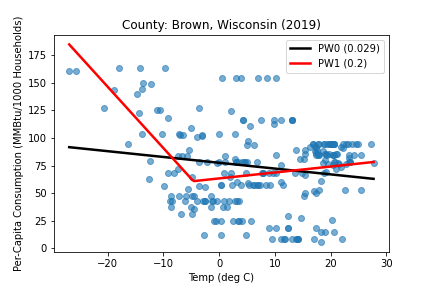 County: Brown, Wisconsin (2019)
PW0 (0.029)
PW1 (0.2)
Per-Capita Consumption (MMBtu/1000 Households)
175
150
125
100
75
50
25
0
−20
−10
0
10
20
30
Temp (deg C)